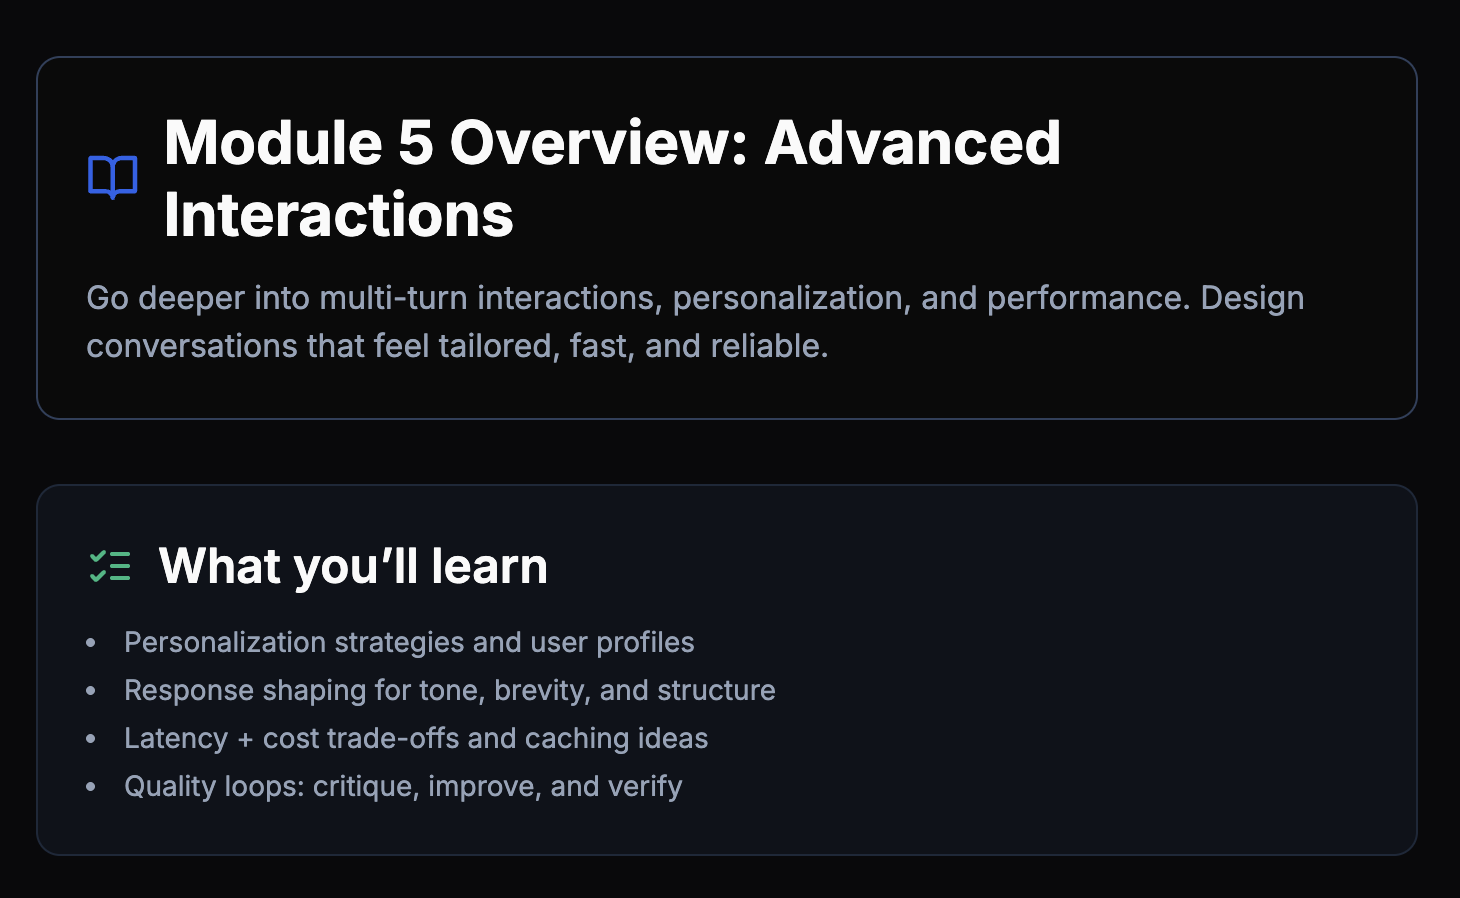 Module 5 Overview: Advanced
Interactions
Go deeper into multi-turn interactions, personalization, and performance. Design
conversations that feel tailored, fast, and reliable.
What you’ll learn
• Personalization strategies and user profiles
• Response shaping for tone, brevity, and structure
• Latency + cost trade-offs and caching ideas
• Quality loops: critique, improve, and verify